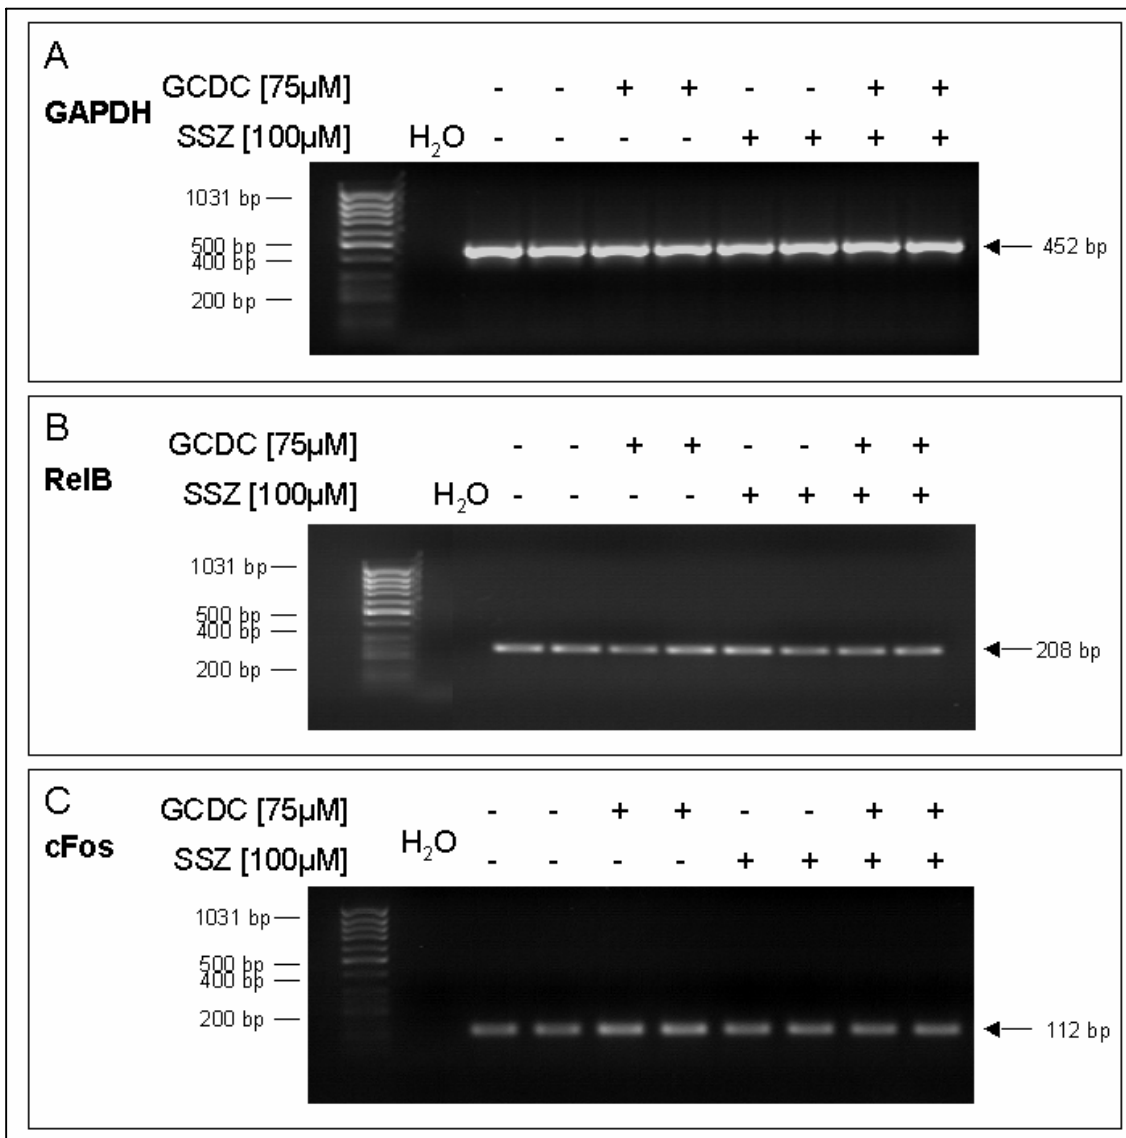 A
GCDC [75µM] - - + + - - + +
GAPDH
SSZ [100µM] H₂O - - - - + + + +
1031 bp
500 bp
400 bp
200 bp
452 bp
B
GCDC [75µM] - - + + - - + +
RelB
SSZ [100µM] H₂O - - - - + + + +
1031 bp
500 bp
400 bp
200 bp
208 bp
C
GCDC [75µM] - - + + - - + +
cFos
H₂O
SSZ [100µM] - - - - + + + +
1031 bp
500 bp
400 bp
200 bp
112 bp